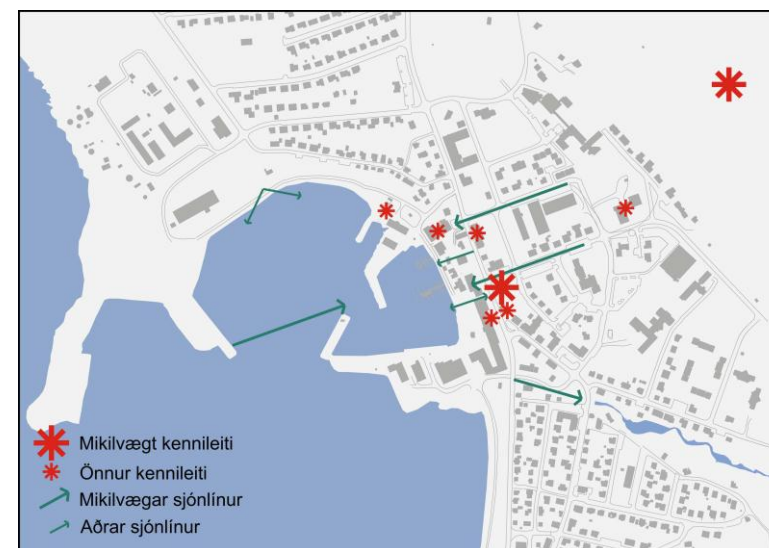 Mikilvægt kennileiti
Önnur kennileiti
Mikilvægar sjónlínur
Aðrar sjónlínur